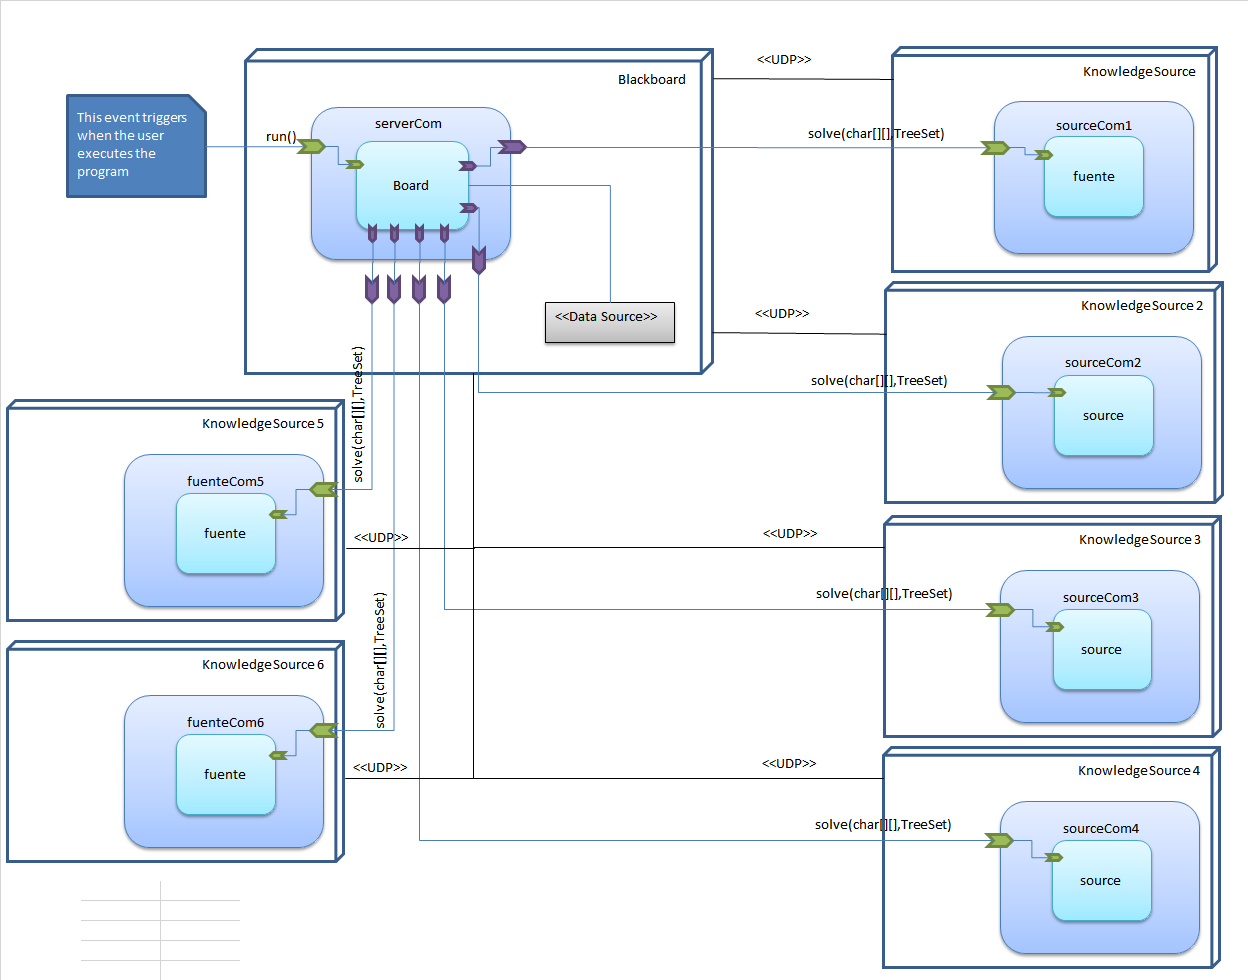 <<UDP>>
Blackboard
KnowledgeSource
This event triggers
when the user
executes the
program
run()
serverCom
Board
solve(char[][],TreeSet)
sourceCom1
fuente
<<Data Source>>
<<UDP>>
KnowledgeSource 2
sourceCom2
solve(char[][],TreeSet)
source
solve(char[][],TreeSet)
KnowledgeSource 5
fuenteCom5
fuente
<<UDP>>
<<UDP>>
KnowledgeSource 3
solve(char[][],TreeSet)
sourceCom3
source
solve(char[][],TreeSet)
KnowledgeSource 6
fuenteCom6
fuente
<<UDP>>
<<UDP>>
KnowledgeSource 4
solve(char[][],TreeSet)
sourceCom4
source